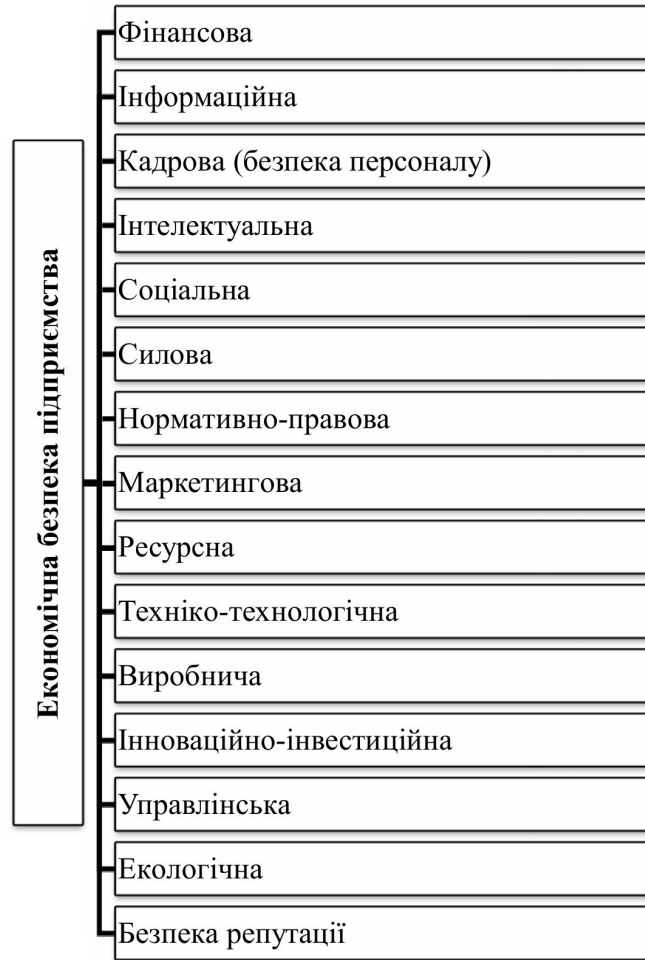 Економічна безпека підприємства
Фінансова
Інформаційна
Кадрова (безпека персоналу)
Інтелектуальна
Соціальна
Силова
Нормативно-правова
Маркетингова
Ресурсна
Техніко-технологічна
Виробнича
Інноваційно-інвестиційна
Управлінська
Екологічна
Безпека репутації